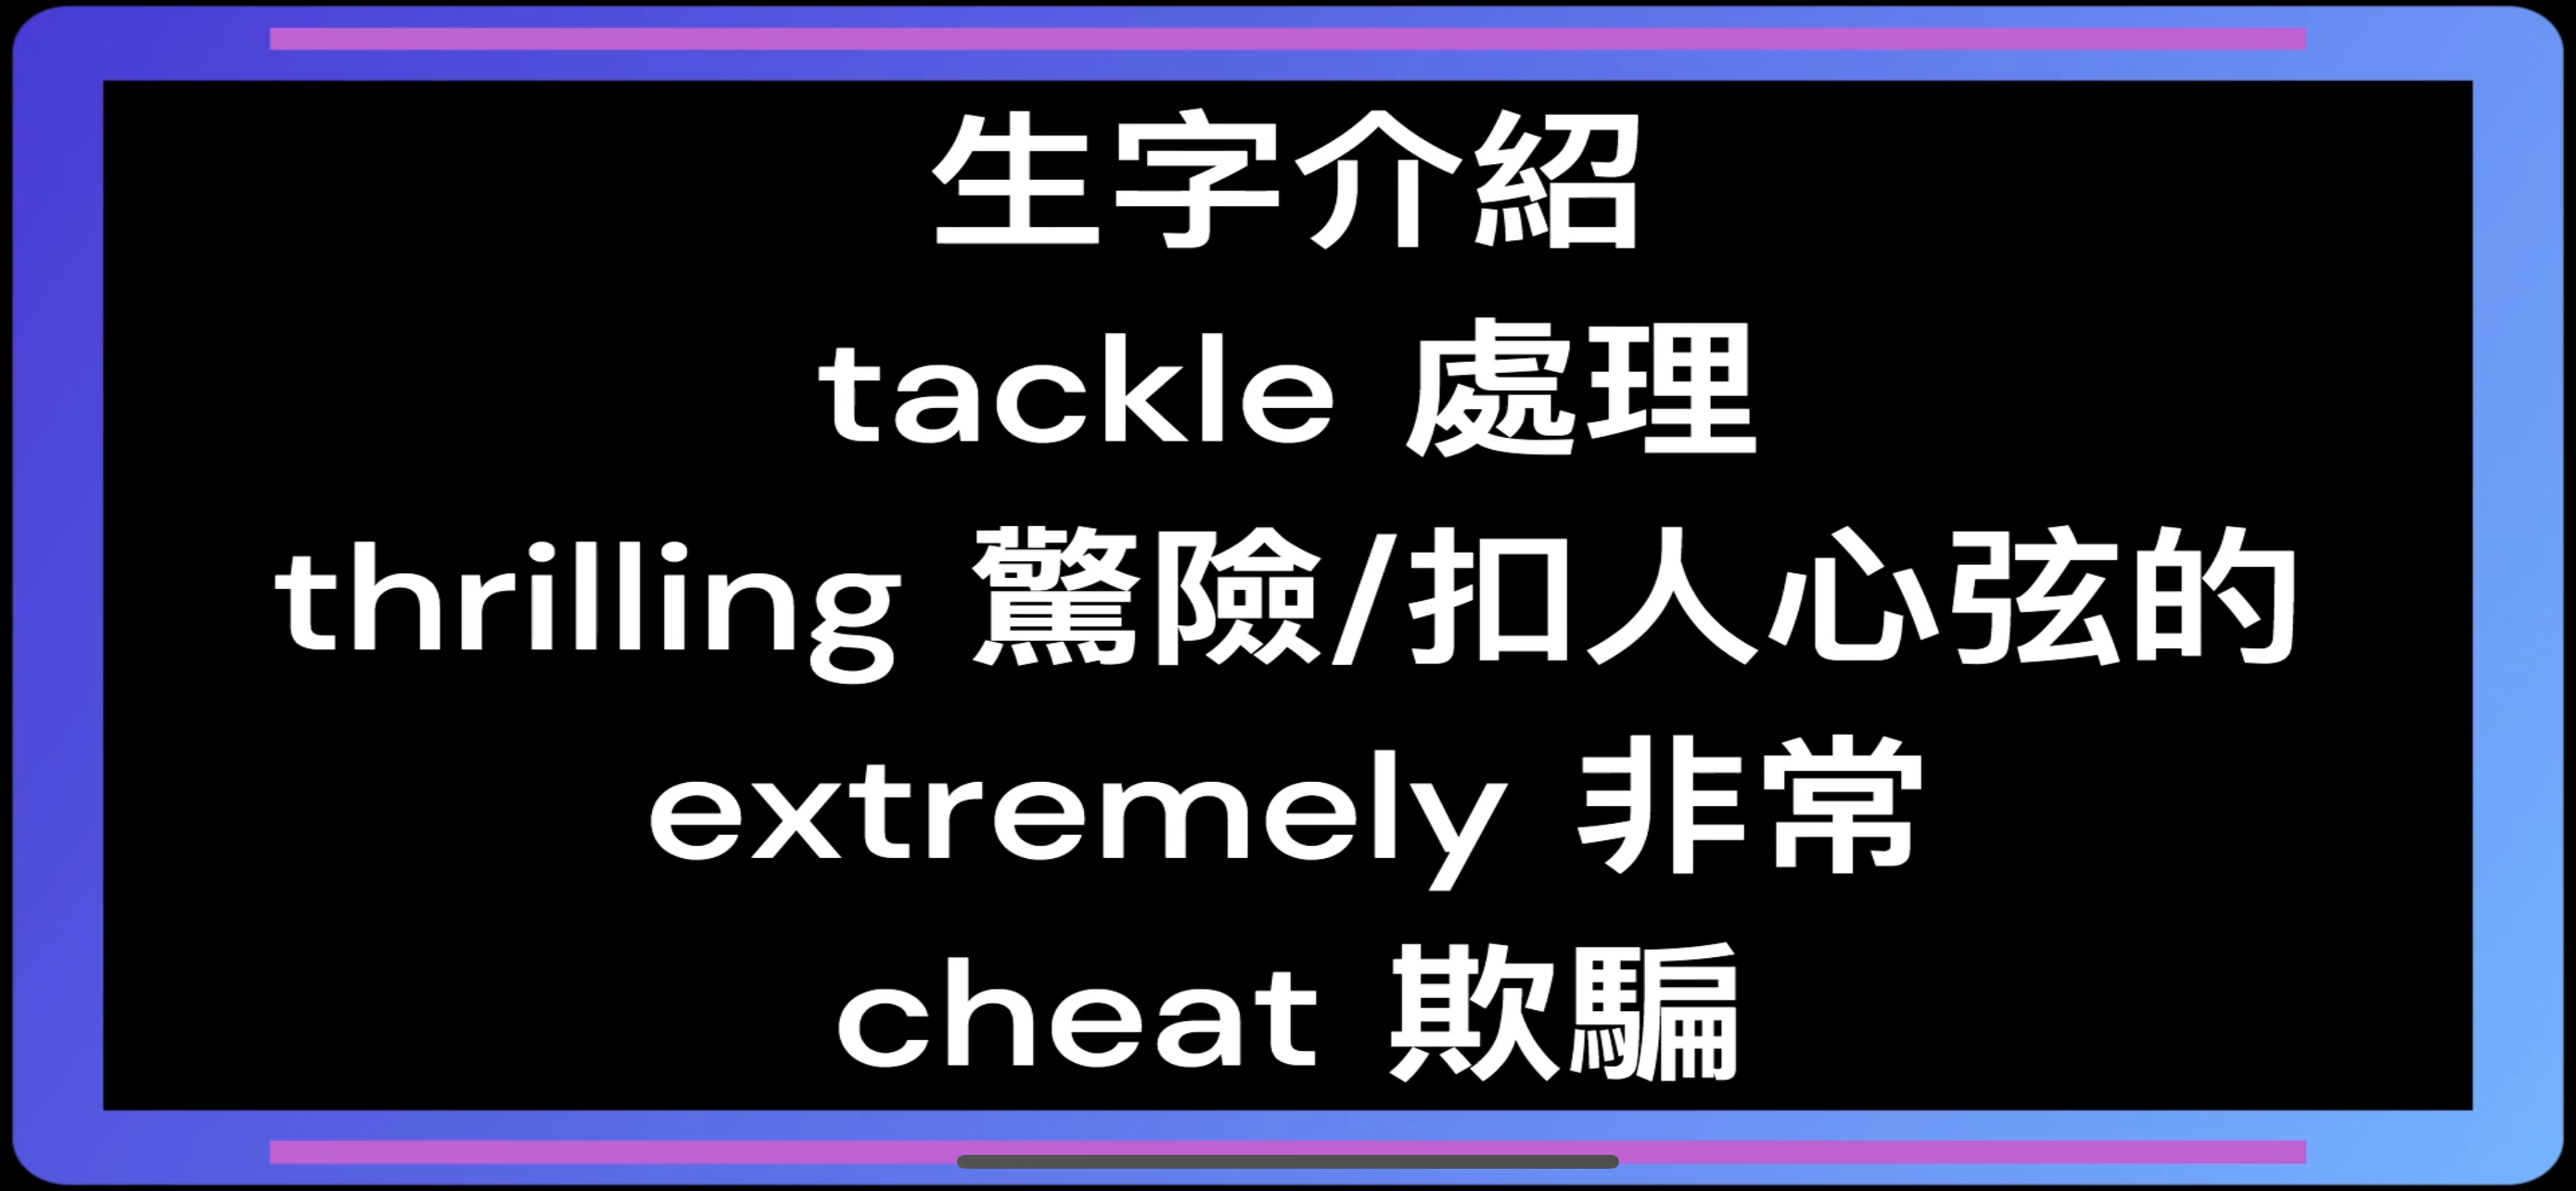 生字介紹
tackle 處理
thrilling 驚險/扣人心弦的
extremely 非常
cheat 欺騙